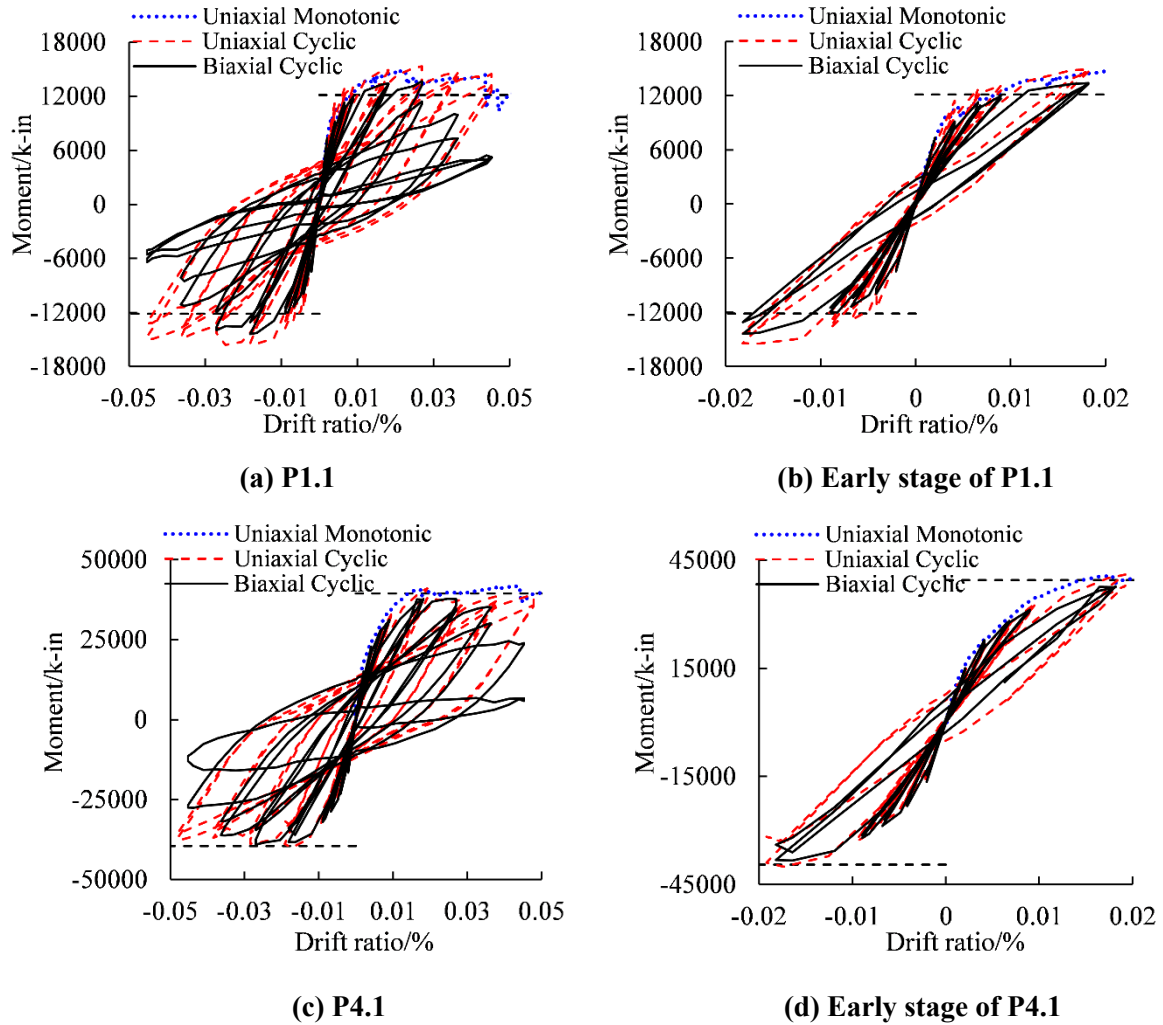 Uniaxial Monotonic
Uniaxial Cyclic
Biaxial Cyclic
18000
12000
6000
0
-6000
-12000
-18000
Moment/k-in
-0.05 -0.03 -0.01 0.01 0.03 0.05
Drift ratio/%
(a) P1.1
Uniaxial Monotonic
Uniaxial Cyclic
Biaxial Cyclic
18000
12000
6000
0
-6000
-12000
-18000
Moment/k-in
-0.02 -0.01 0 0.01 0.02
Drift ratio/%
(b) Early stage of P1.1
Uniaxial Monotonic
Uniaxial Cyclic
Biaxial Cyclic
50000
25000
0
-25000
-50000
Moment/k-in
-0.05 -0.03 -0.01 0.01 0.03 0.05
Drift ratio/%
(c) P4.1
Uniaxial Monotonic
Uniaxial Cyclic
Biaxial Cyclic
45000
15000
-15000
-45000
Moment/k-in
-0.02 -0.01 0 0.01 0.02
Drift ratio/%
(d) Early stage of P4.1